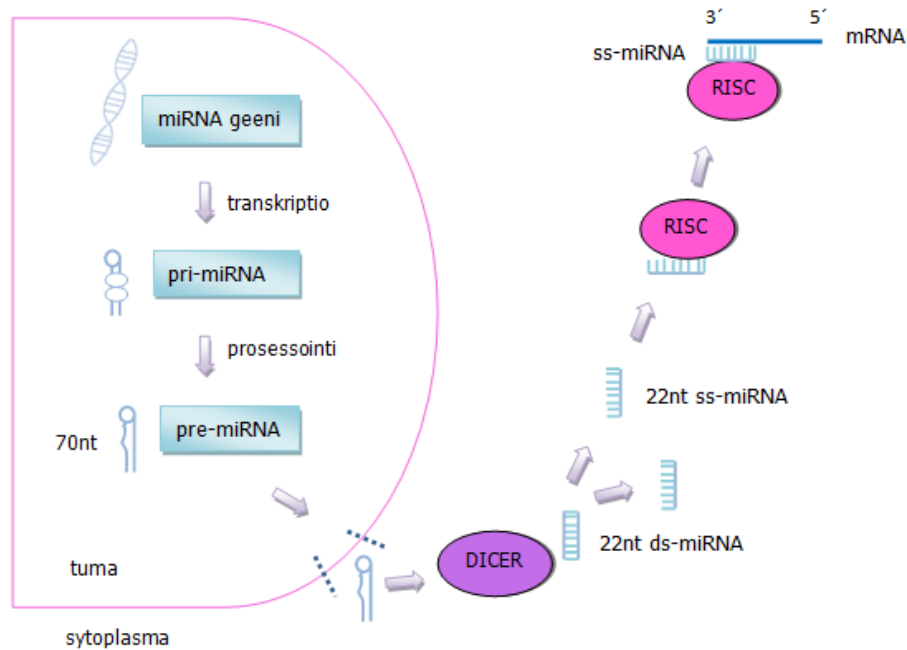 miRNA geeni
transkriptio
pri-miRNA
prosessointi
70nt
pre-miRNA
tuma
sytoplasma
DICER
22nt ds-miRNA
22nt ss-miRNA
RISC
3´ 5´
mRNA
ss-miRNA
RISC